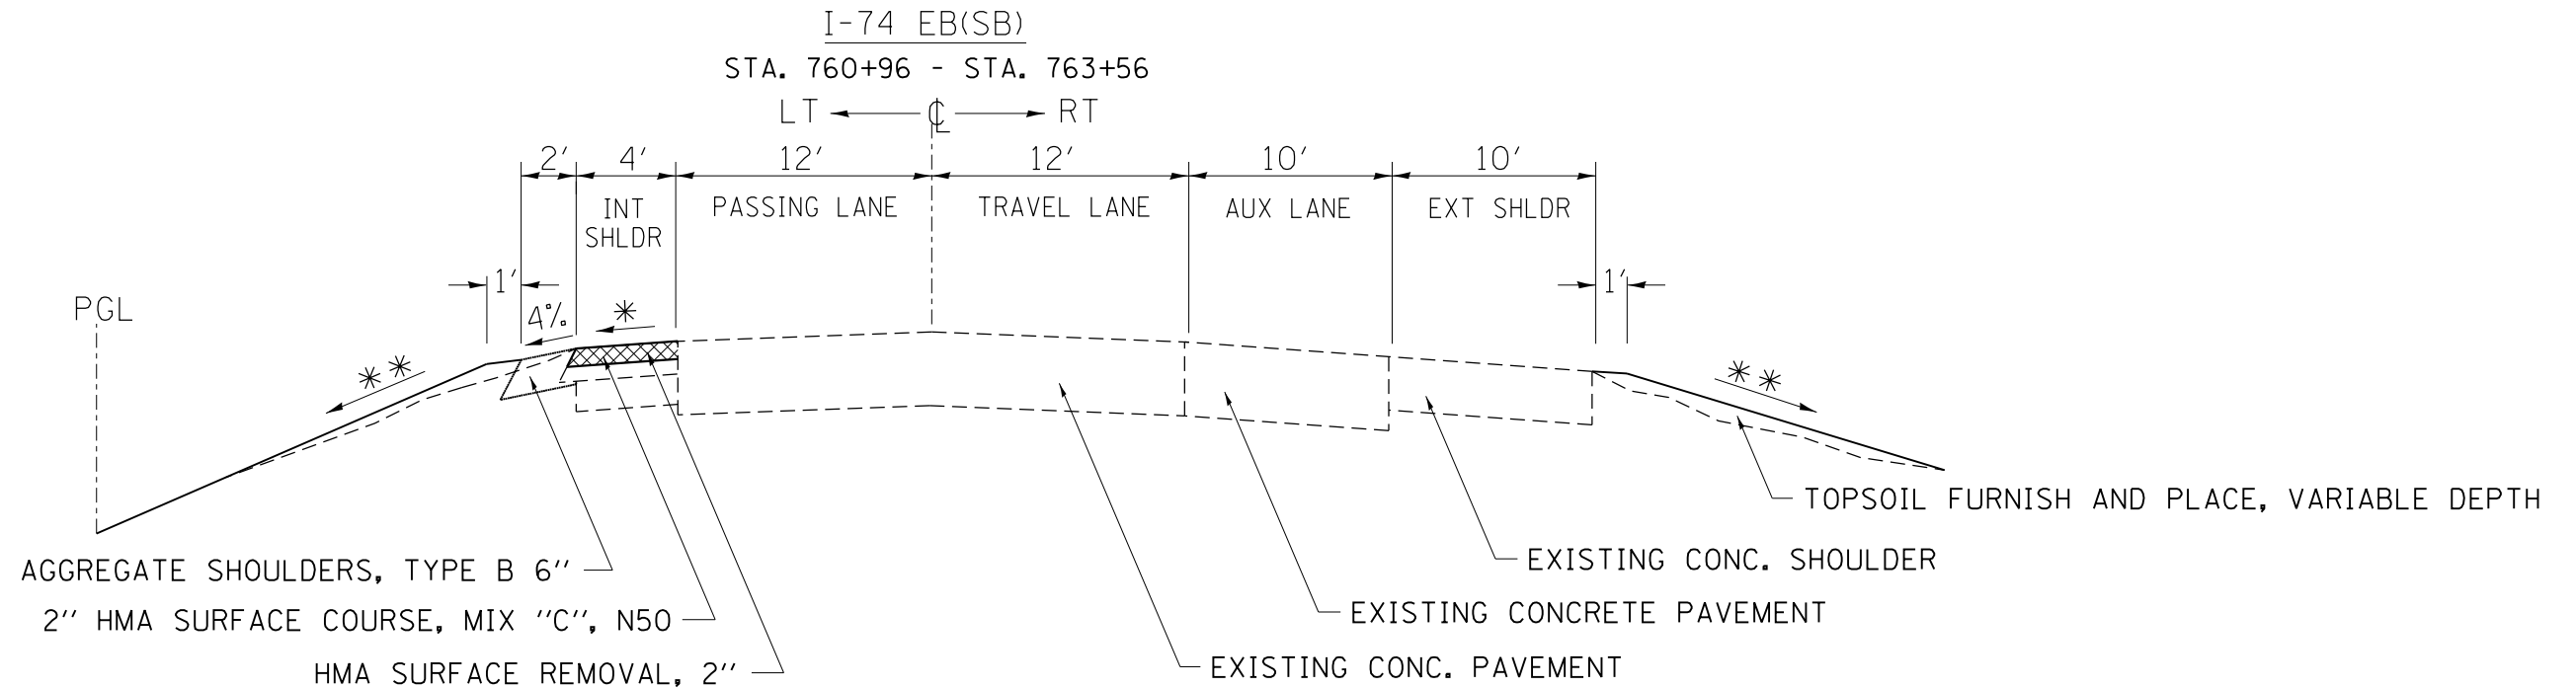 I-74 EB(SB)
STA. 760+96 - STA. 763+56
LT ℄ RT
2' 4' 12' 12' 10' 10'
INT SHLDR
PASSING LANE
TRAVEL LANE
AUX LANE
EXT SHLDR
1' 1'
PGL
4%
*
* *
* *
TOPSOIL FURNISH AND PLACE, VARIABLE DEPTH
EXISTING CONC. SHOULDER
AGGREGATE SHOULDERS, TYPE B 6"
EXISTING CONCRETE PAVEMENT
2" HMA SURFACE COURSE, MIX "C", N50
EXISTING CONC. PAVEMENT
HMA SURFACE REMOVAL, 2"